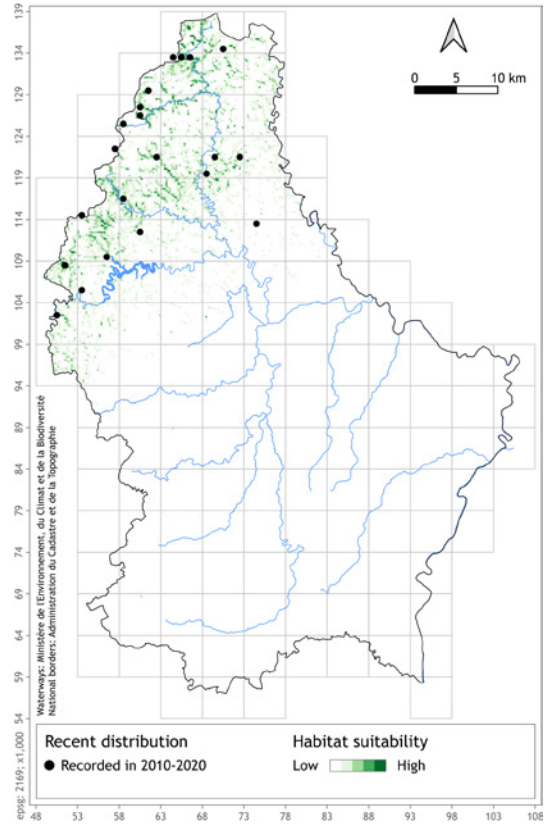 139
134
129
124
119
114
109
104
99
94
89
84
79
74
69
64
59
54
0 5 10 km
Waterways: Ministère de l'Environnement, du Climat et de la Biodiversité
National borders: Administration du Cadastre et de la Topographie
epsg: 2169; x1,000
Recent distribution
Recorded in 2010-2020
Habitat suitability
Low High
48 53 58 63 68 73 78 83 88 93 98 103 108